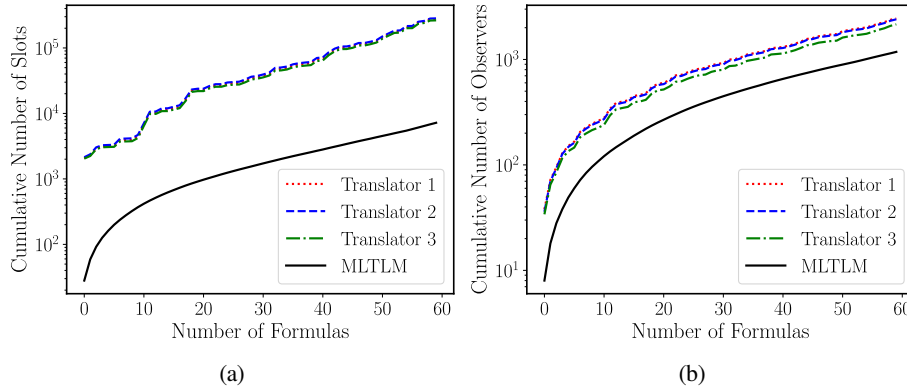 Cumulative Number of Slots
10^5
10^4
10^3
10^2
Translator 1
Translator 2
Translator 3
MLTLM
0 10 20 30 40 50 60
Number of Formulas
(a)
Cumulative Number of Observers
10^3
10^2
10^1
Translator 1
Translator 2
Translator 3
MLTLM
0 10 20 30 40 50 60
Number of Formulas
(b)